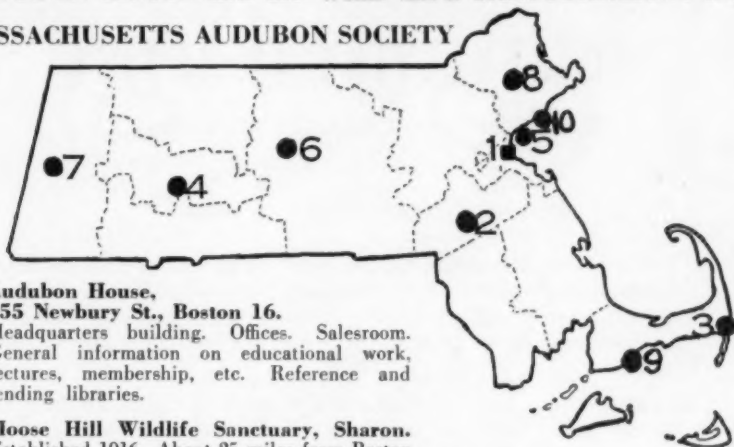 SSACHUSETTS AUDUBON SOCIETY
8
10
5
1
6
7
4
2
3
9
udubon House,
55 Newbury St., Boston 16.
eadquarters building. Offices. Salesroom.
General information on educational work,
ectures, membership, etc. Reference and
ending libraries.
oose Hill Wildlife Sanctuary, Sharon.